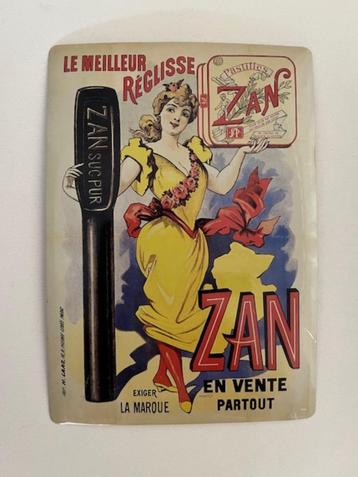 LE MEILLEUR
RÉGLISSE
Pastilles
ZAN
ZAN SUC PUR
ZAN
EN VENTE
PARTOUT
EXIGER
LA MARQUE